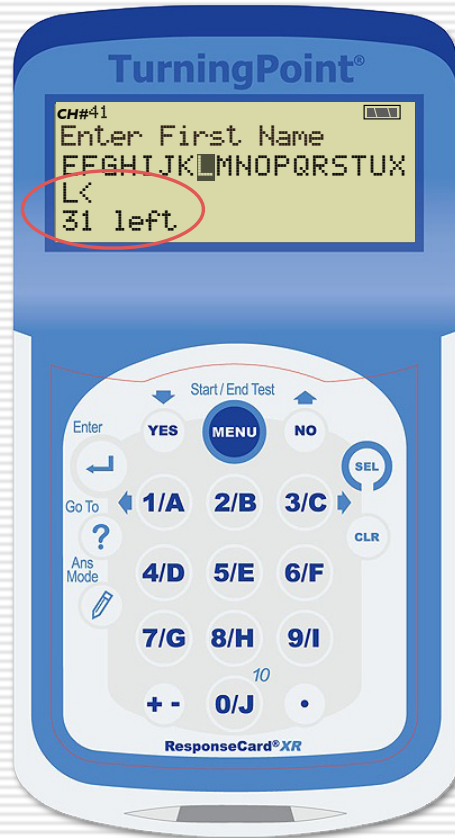 TurningPoint®
CH#41
Enter First Name
EFGHIJKLMNOPQRSTUX
L<
31 left
Start / End Test
Enter
YES
MENU
NO
SEL
Go To
1/A
2/B
3/C
?
CLR
Ans
Mode
4/D
5/E
6/F
7/G
8/H
9/I
10
+ -
0/J
•
ResponseCard®XR